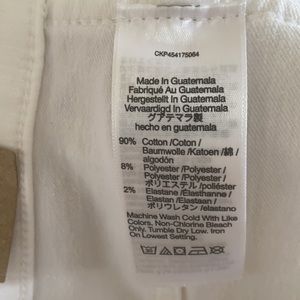 CKP454175064
Made In Guatemala
Fabriqué Au Guatemala
Hergestellt In Guatemala
Vervaardigd In Guatemala
グアテマラ製
hecho en guatemala
90% Cotton /Coton /
Baumwolle /Katoen /綿 /
algodón
8% Polyester /Polyester /
Polyester /Polyester /
ポリエステル /poliéster
2% Elastane /Élasthanne /
Elastan /Elastaan /
ポリウレタン /elastano
Machine Wash Cold With Like
Colors. Non-Chlorine Bleach
Only. Tumble Dry Low. Iron
On Lowest Setting.